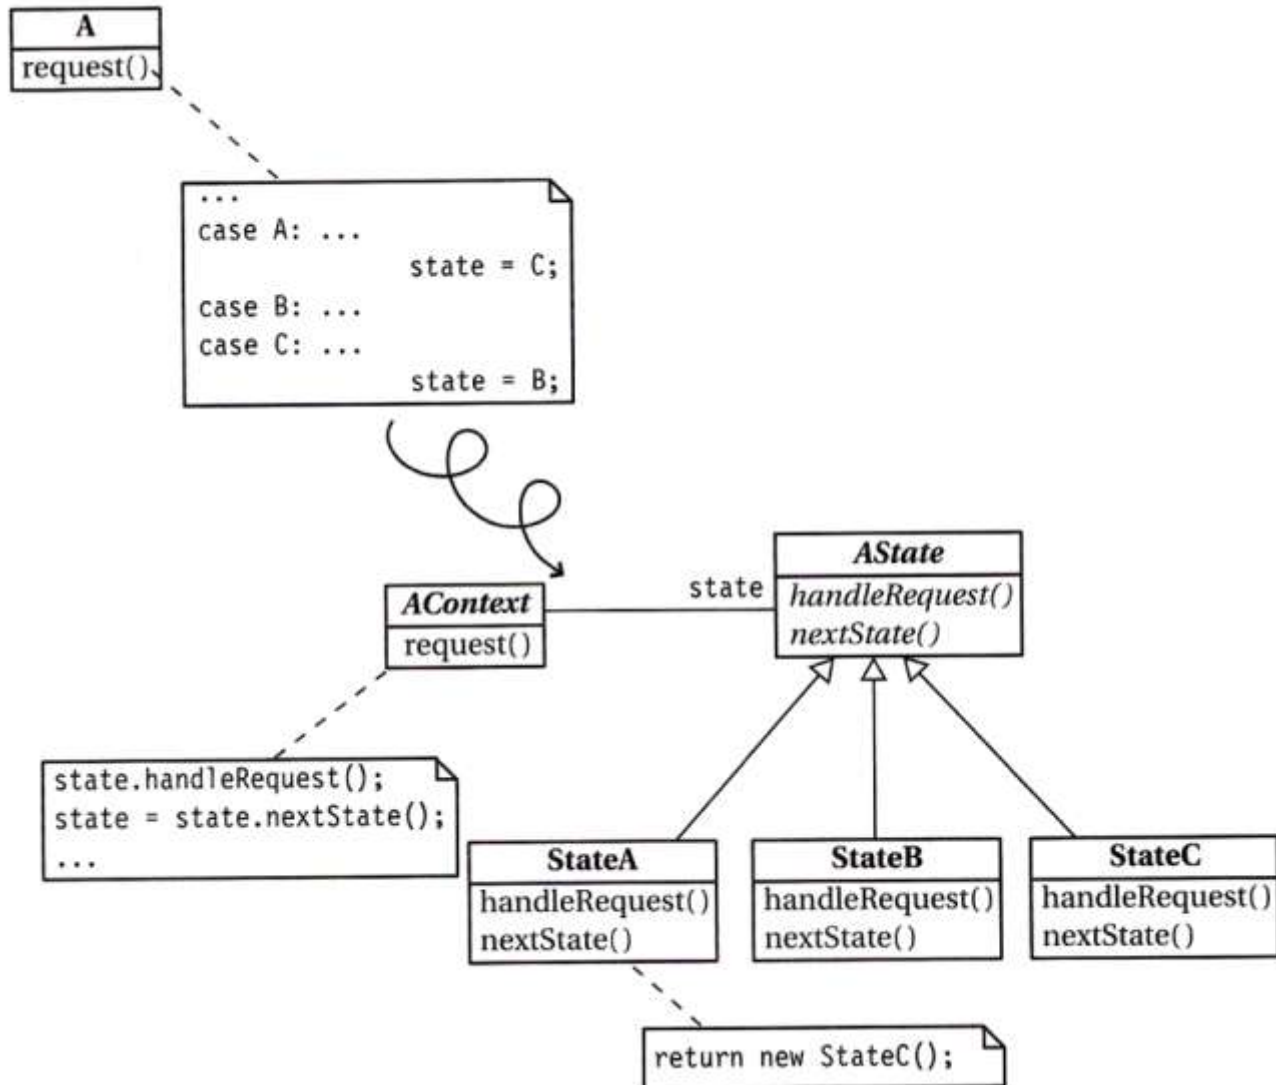 A
request()
...
case A: ...
state = C;
case B: ...
case C: ...
state = B;
AState
handleRequest()
nextState()
state
AContext
request()
state.handleRequest();
state = state.nextState();
...
StateA
handleRequest()
nextState()
StateB
handleRequest()
nextState()
StateC
handleRequest()
nextState()
return new StateC();